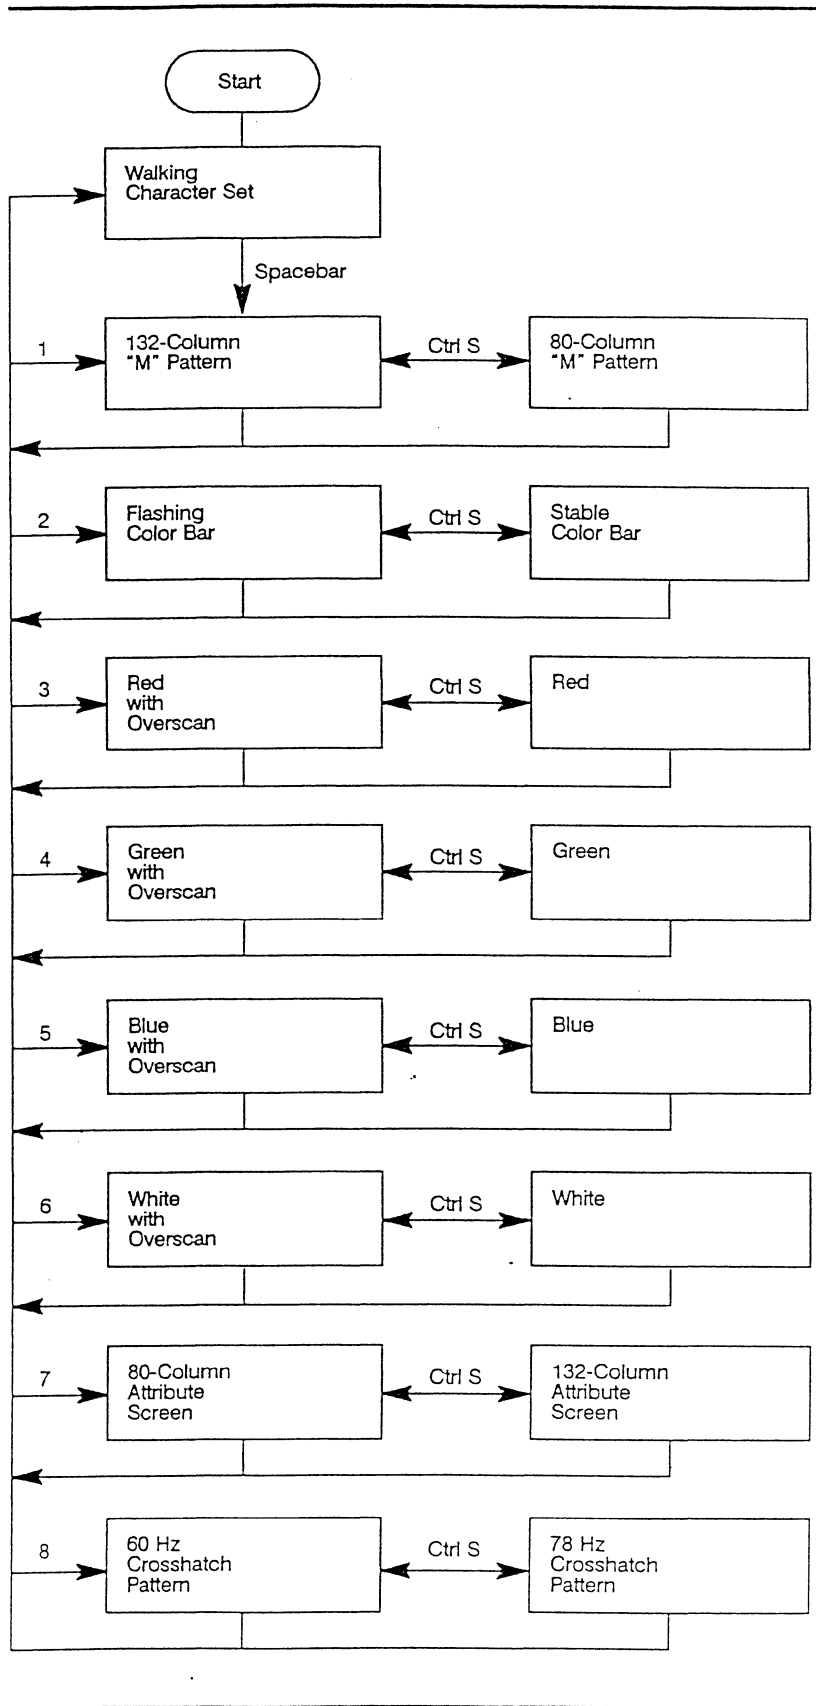 Start
Walking
Character Set
Spacebar
1
132-Column
"M" Pattern
Ctrl S
80-Column
"M" Pattern
2
Flashing
Color Bar
Ctrl S
Stable
Color Bar
3
Red
with
Overscan
Ctrl S
Red
4
Green
with
Overscan
Ctrl S
Green
5
Blue
with
Overscan
Ctrl S
Blue
6
White
with
Overscan
Ctrl S
White
7
80-Column
Attribute
Screen
Ctrl S
132-Column
Attribute
Screen
8
60 Hz
Crosshatch
Pattern
Ctrl S
78 Hz
Crosshatch
Pattern